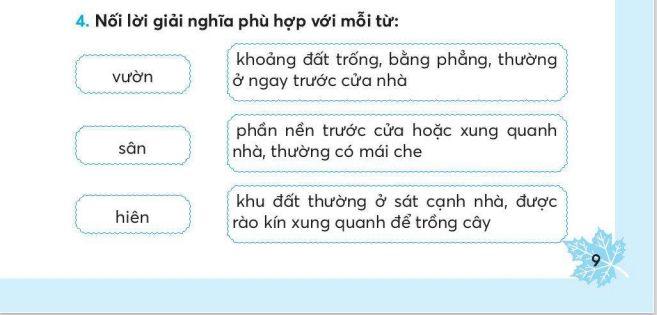 4. Nối lời giải nghĩa phù hợp với mỗi từ:
vườn
khoảng đất trống, bằng phẳng, thường
ở ngay trước cửa nhà
sân
phần nền trước cửa hoặc xung quanh
nhà, thường có mái che
hiên
khu đất thường ở sát cạnh nhà, được
rào kín xung quanh để trồng cây
9